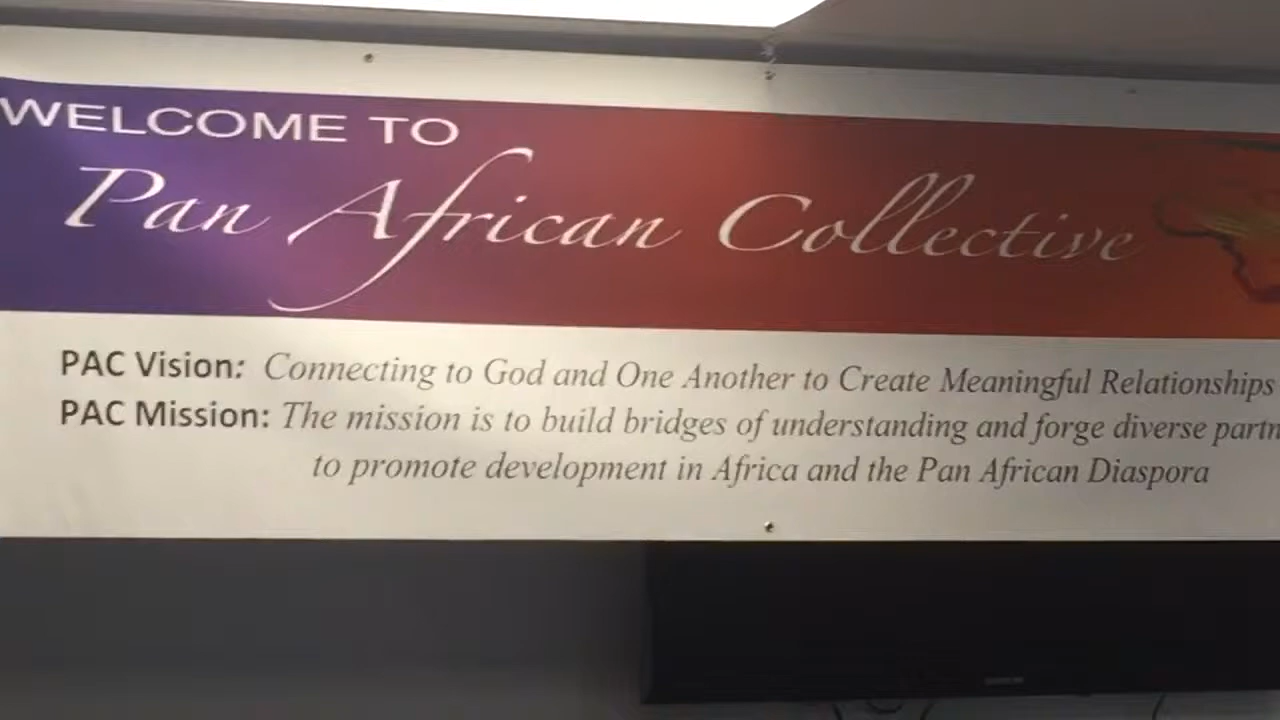 WELCOME TO
Pan African Collective
PAC Vision: Connecting to God and One Another to Create Meaningful Relationships
PAC Mission: The mission is to build bridges of understanding and forge diverse
to promote development in Africa and the Pan African Diaspora